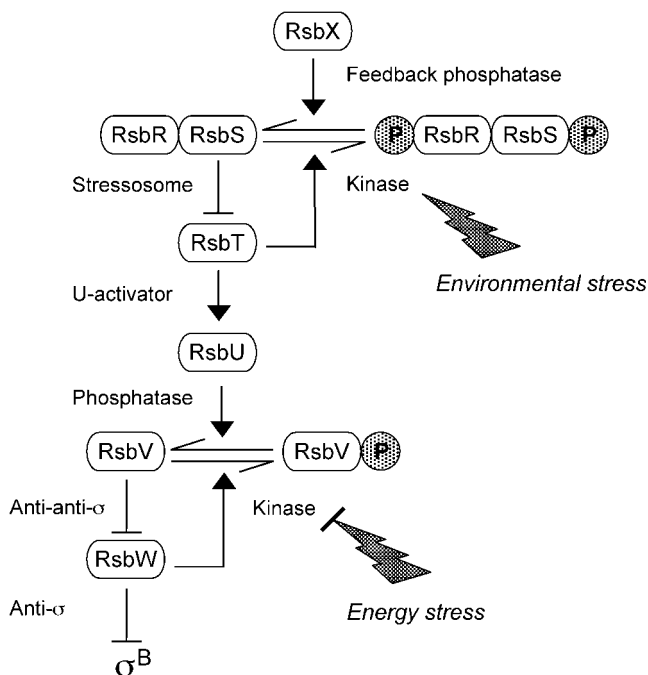 RsbX
Feedback phosphatase
RsbR RsbS P RsbR RsbS P
Stressosome Kinase
RsbT
Environmental stress
U-activator
RsbU
Phosphatase
RsbV RsbV P
Anti-anti-σ Kinase
RsbW
Anti-σ Energy stress
σB